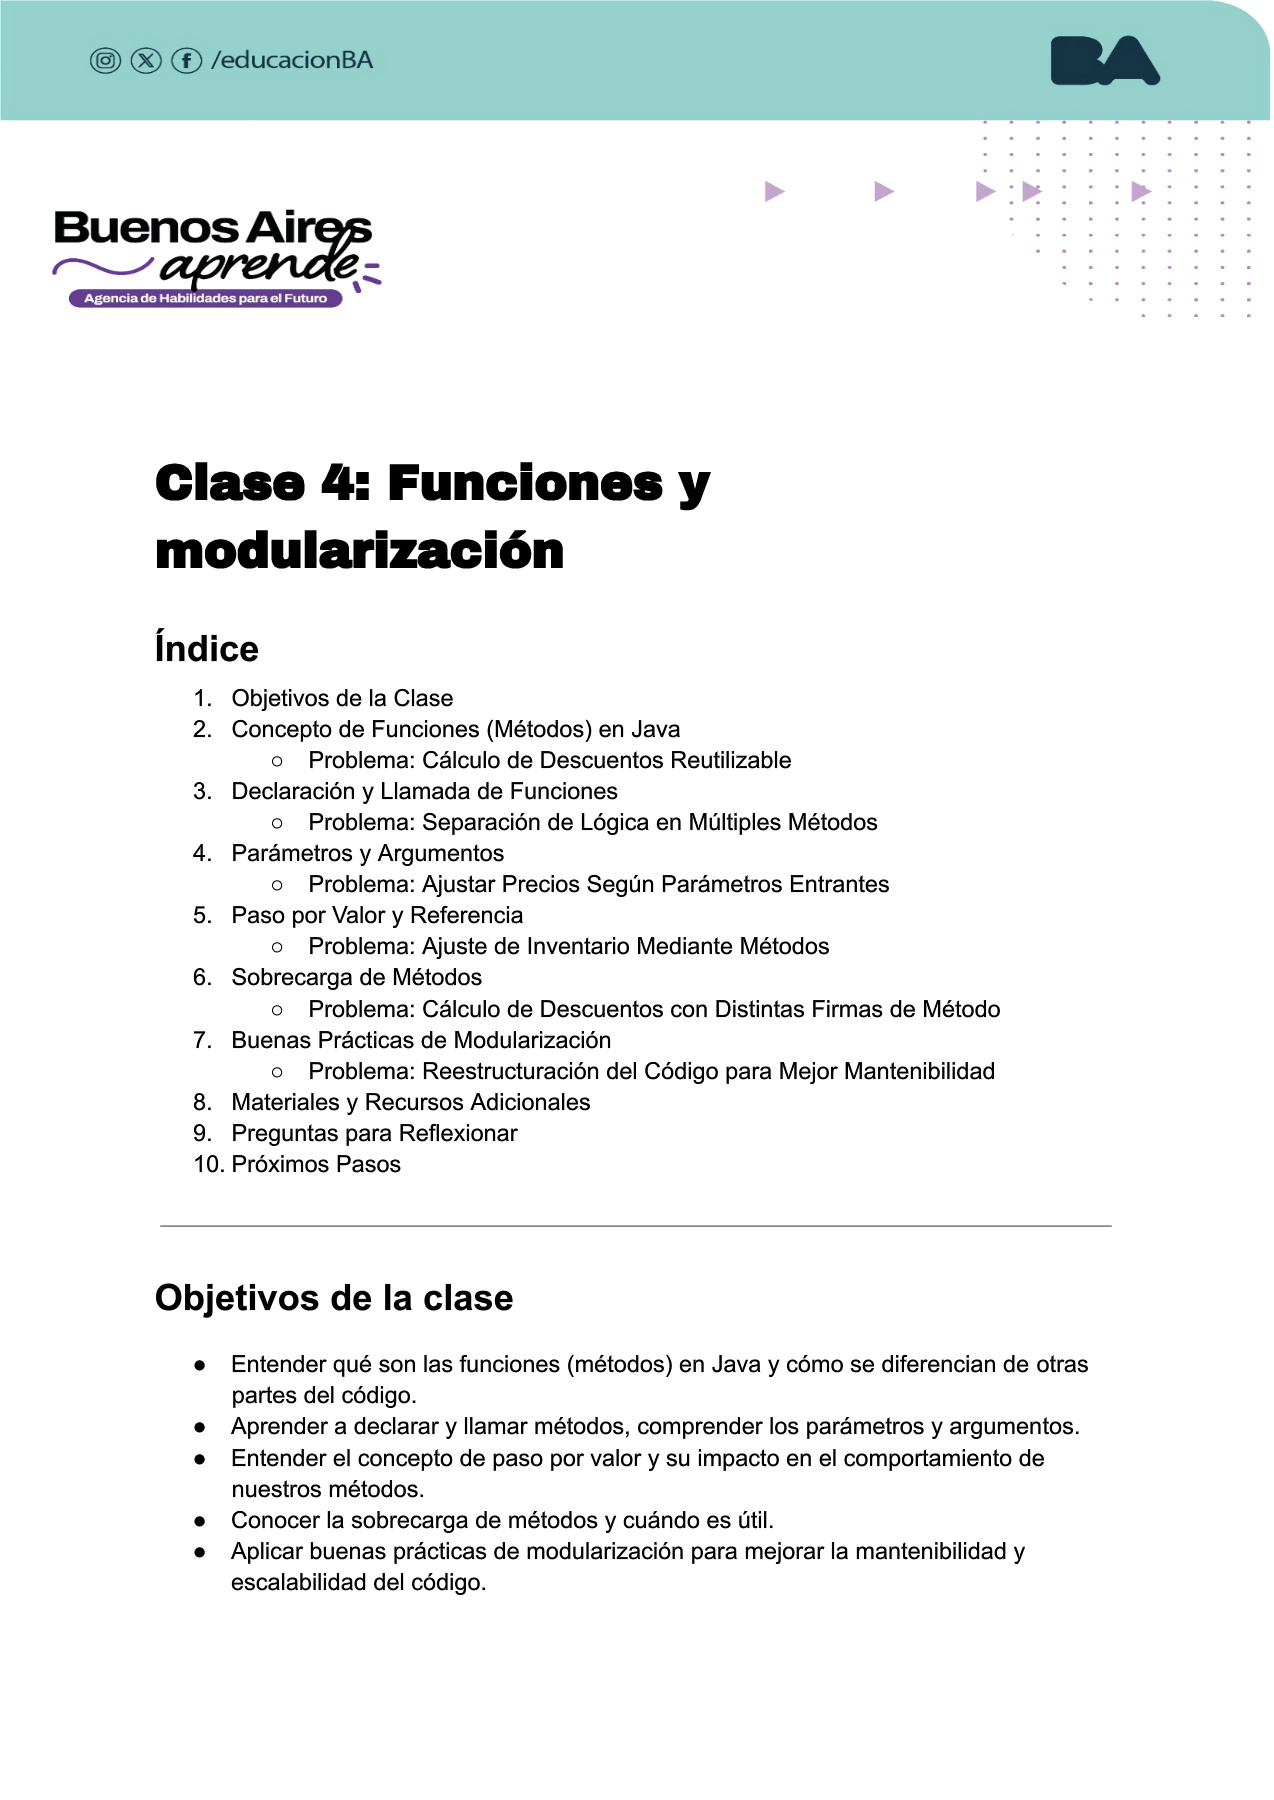 /educacionBA
BA
Buenos Aires
aprende
Agencia de Habilidades para el Futuro
Clase 4: Funciones y
modularización
Índice
1. Objetivos de la Clase
2. Concepto de Funciones (Métodos) en Java
○ Problema: Cálculo de Descuentos Reutilizable
3. Declaración y Llamada de Funciones
○ Problema: Separación de Lógica en Múltiples Métodos
4. Parámetros y Argumentos
○ Problema: Ajustar Precios Según Parámetros Entrantes
5. Paso por Valor y Referencia
○ Problema: Ajuste de Inventario Mediante Métodos
6. Sobrecarga de Métodos
○ Problema: Cálculo de Descuentos con Distintas Firmas de Método
7. Buenas Prácticas de Modularización
○ Problema: Reestructuración del Código para Mejor Mantenibilidad
8. Materiales y Recursos Adicionales
9. Preguntas para Reflexionar
10. Próximos Pasos
Objetivos de la clase
● Entender qué son las funciones (métodos) en Java y cómo se diferencian de otras
partes del código.
● Aprender a declarar y llamar métodos, comprender los parámetros y argumentos.
● Entender el concepto de paso por valor y su impacto en el comportamiento de
nuestros métodos.
● Conocer la sobrecarga de métodos y cuándo es útil.
● Aplicar buenas prácticas de modularización para mejorar la mantenibilidad y
escalabilidad del código.